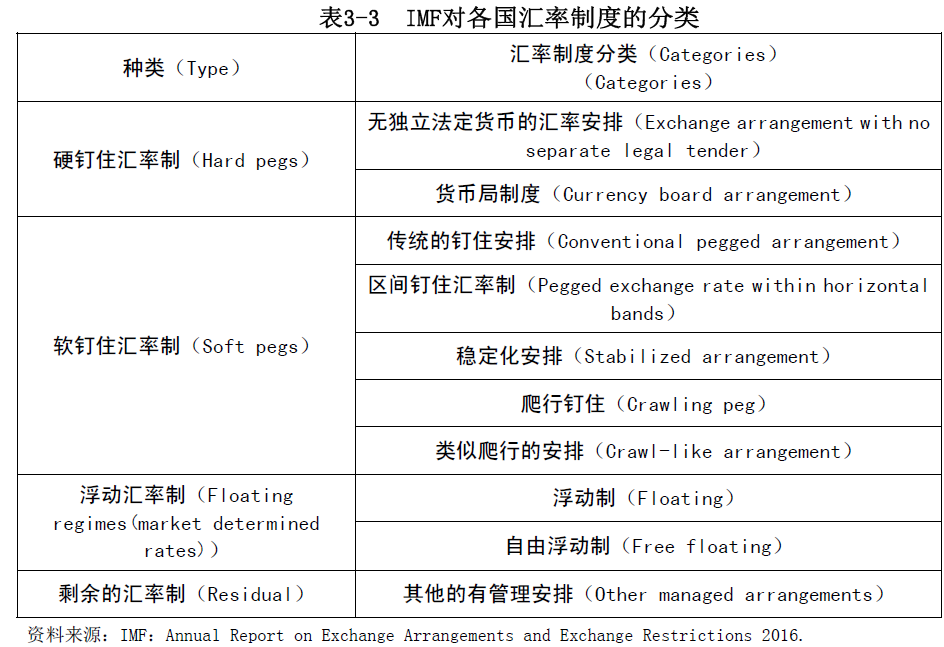 表3-3 IMF对各国汇率制度的分类
种类（Type）
汇率制度分类（Categories）
（Categories）
硬钉住汇率制（Hard pegs）
无独立法定货币的汇率安排（Exchange arrangement with no
separate legal tender）
货币局制度（Currency board arrangement）
软钉住汇率制（Soft pegs）
传统的钉住安排（Conventional pegged arrangement）
区间钉住汇率制（Pegged exchange rate within horizontal
bands）
稳定化安排（Stabilized arrangement）
爬行钉住（Crawling peg）
类似爬行的安排（Crawl-like arrangement）
浮动汇率制（Floating
regimes(market determined
rates)）
浮动制（Floating）
自由浮动制（Free floating）
剩余的汇率制（Residual）
其他的有管理安排（Other managed arrangements）
资料来源：IMF：Annual Report on Exchange Arrangements and Exchange Restrictions 2016.